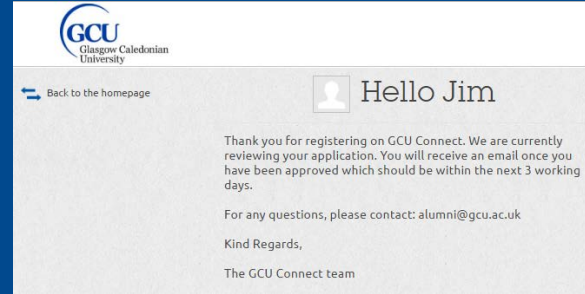 GCU
Glasgow Caledonian
University
Back to the homepage
Hello Jim
Thank you for registering on GCU Connect. We are currently
reviewing your application. You will receive an email once you
have been approved which should be within the next 3 working
days.
For any questions, please contact: alumni@gcu.ac.uk
Kind Regards,
The GCU Connect team